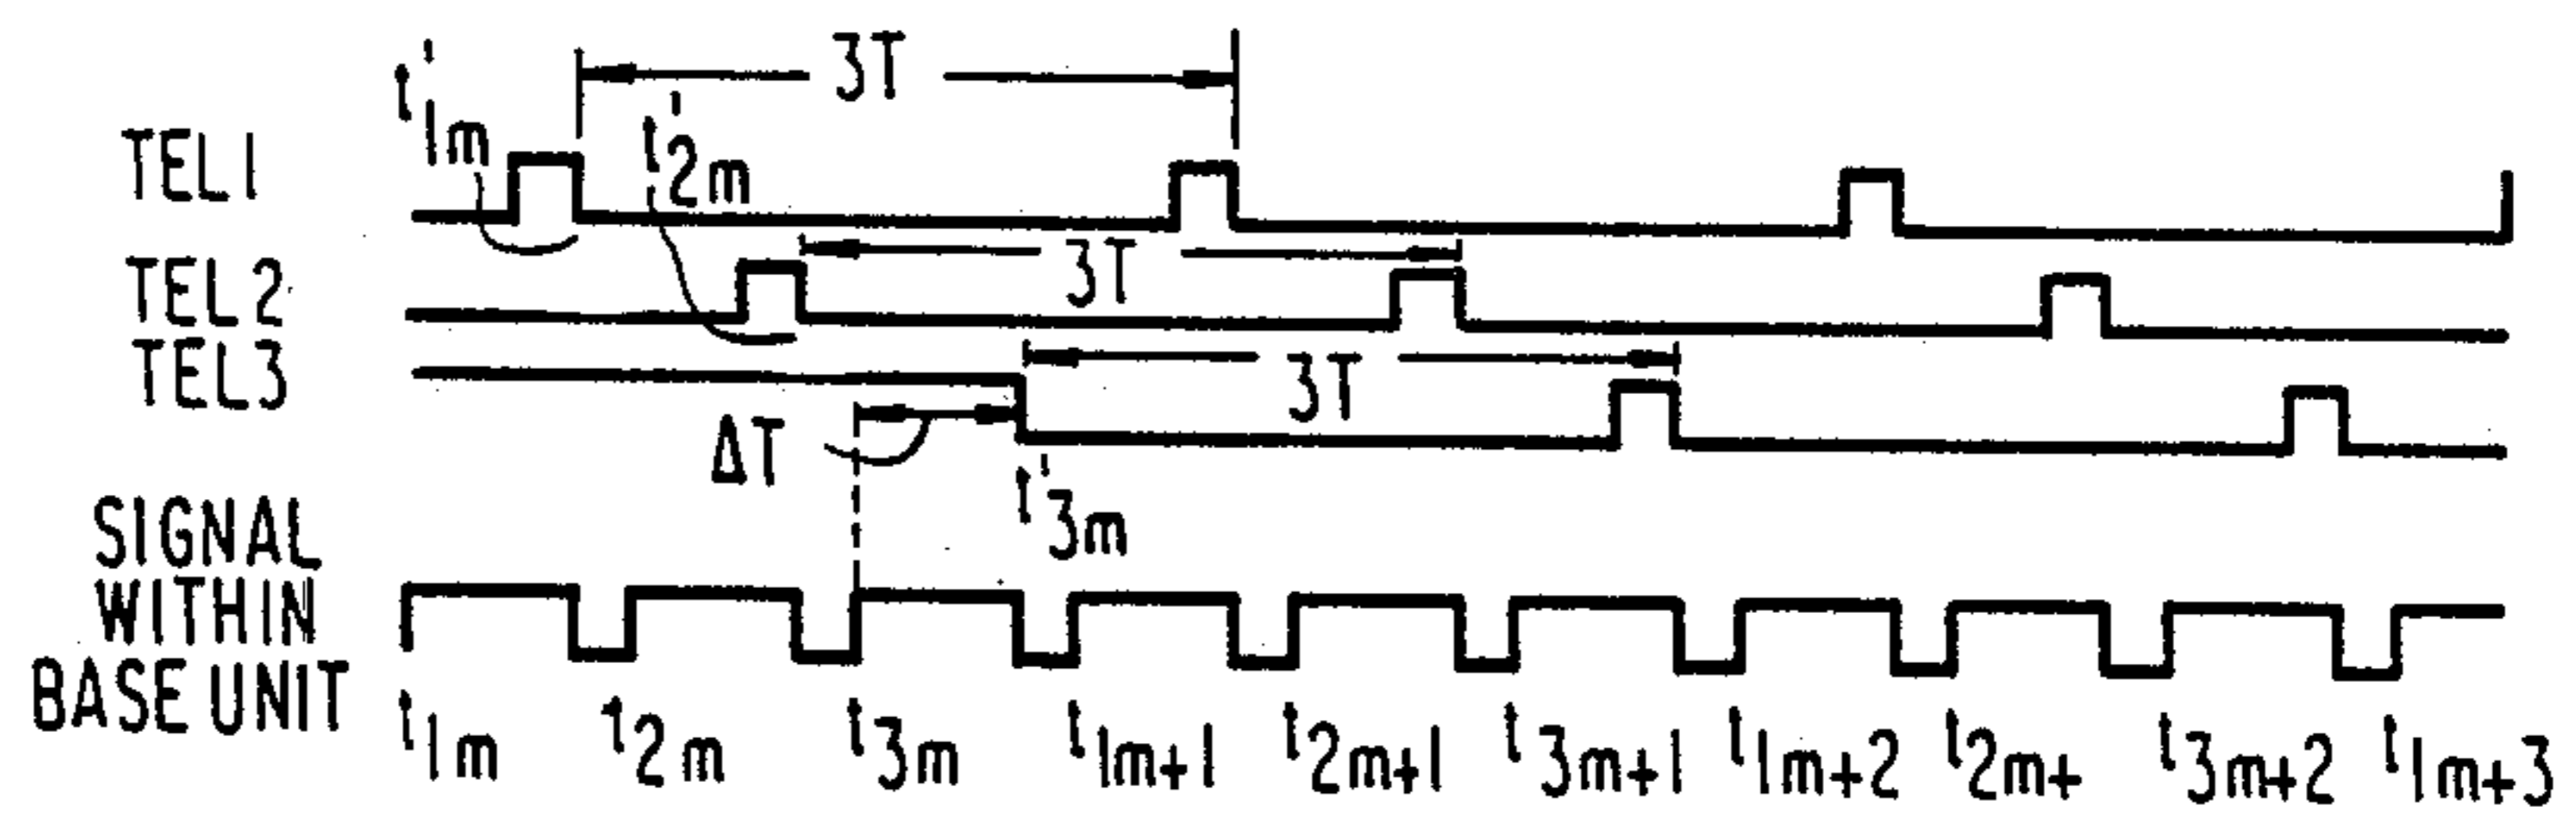 3T
t'1m
t'2m
TEL1
3T
TEL2
TEL3
3T
ΔT
t'3m
SIGNAL
WITHIN
BASE UNIT
t1m t2m t3m t1m+1 t2m+1 t3m+1 t1m+2 t2m+ t3m+2 t1m+3